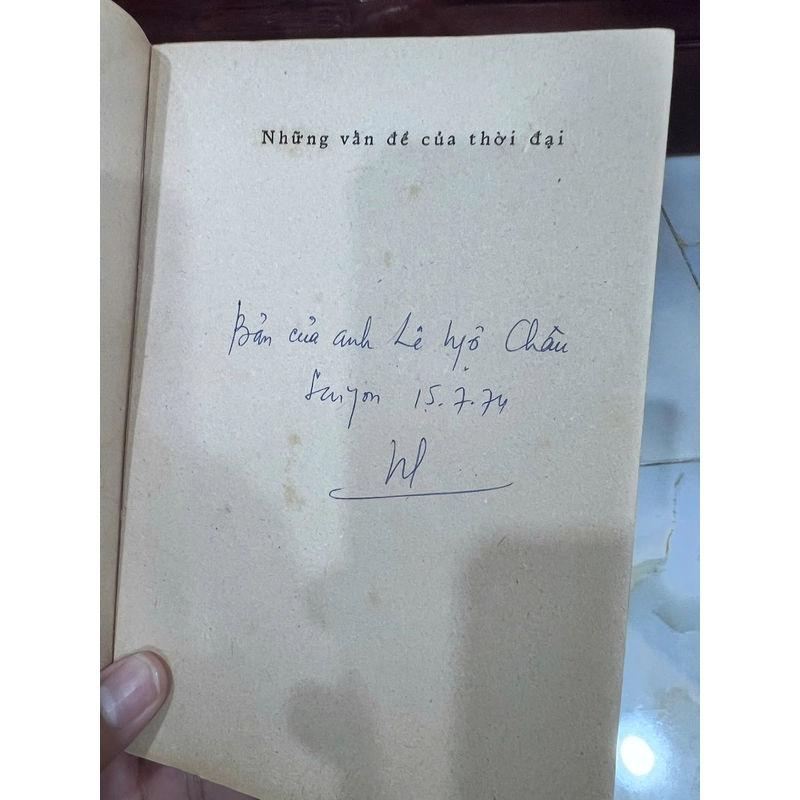 Những vấn đề của thời đại
Bản của anh Lê Ngộ Châu
Saigon 15.7.74